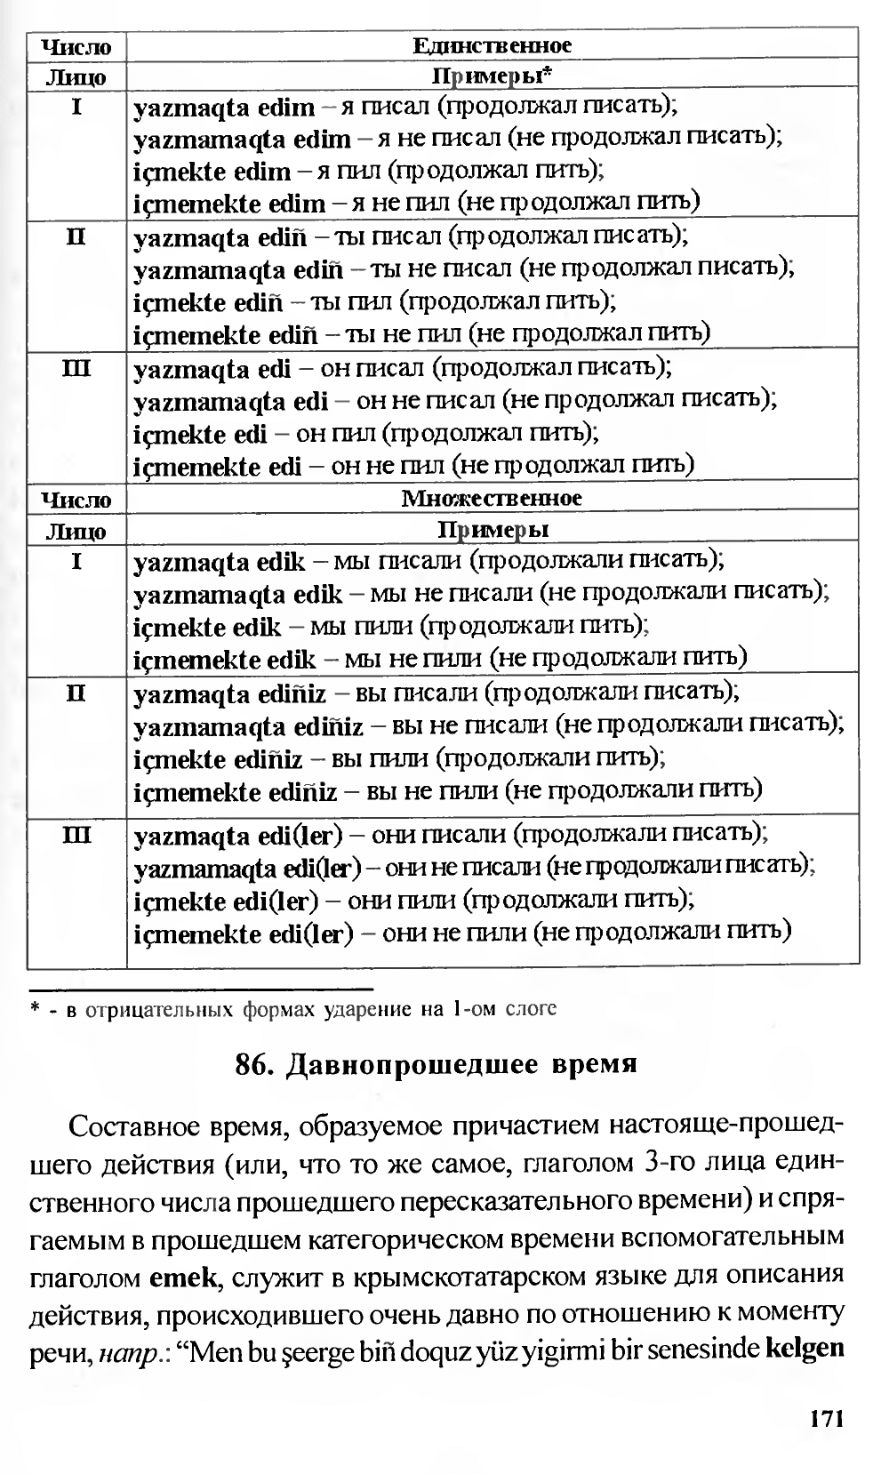 Число Единственное
Лицо Примеры*
I yazmaqta edim – я писал (продолжал писать);
yazmamaqta edim – я не писал (не продолжал писать);
içmekte edim – я пил (продолжал пить);
içmemekte edim – я не пил (не продолжал пить)
II yazmaqta ediñ – ты писал (продолжал писать);
yazmamaqta ediñ – ты не писал (не продолжал писать);
içmekte ediñ – ты пил (продолжал пить);
içmemekte ediñ – ты не пил (не продолжал пить)
III yazmaqta edi – он писал (продолжал писать);
yazmamaqta edi – он не писал (не продолжал писать);
içmekte edi – он пил (продолжал пить);
içmemekte edi – он не пил (не продолжал пить)
Число Множественное
Лицо Примеры
I yazmaqta edik – мы писали (продолжали писать);
yazmamaqta edik – мы не писали (не продолжали писать);
içmekte edik – мы пили (продолжали пить);
içmemekte edik – мы не пили (не продолжали пить)
II yazmaqta ediñiz – вы писали (продолжали писать);
yazmamaqta ediñiz – вы не писали (не продолжали писать);
içmekte ediñiz – вы пили (продолжали пить);
içmemekte ediñiz – вы не пили (не продолжали пить)
III yazmaqta edi(ler) – они писали (продолжали писать);
yazmamaqta edi(ler) – они не писали (не продолжали писать);
içmekte edi(ler) – они пили (продолжали пить);
içmemekte edi(ler) – они не пили (не продолжали пить)
* - в отрицательных формах ударение на 1-ом слоге
86. Давнопрошедшее время
Составное время, образуемое причастием настояще-прошед-
шего действия (или, что то же самое, глаголом 3-го лица един-
ственного числа прошедшего пересказательного времени) и спря-
гаемым в прошедшем категорическом времени вспомогательным
глаголом emek, служит в крымскотатарском языке для описания
действия, происходившего очень давно по отношению к моменту
речи, напр.: “Men bu şeerge biñ doquz yüz yigirmi bir senesinde kelgen
171